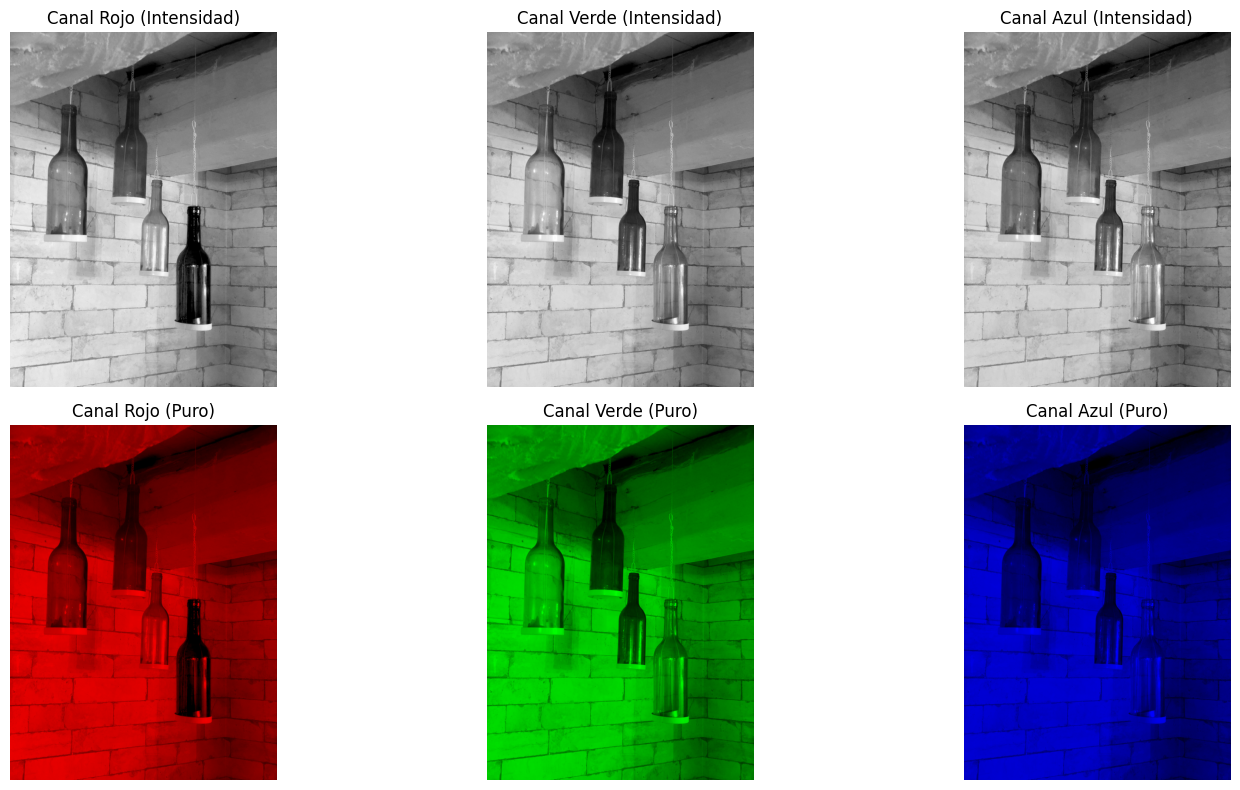 Canal Rojo (Intensidad)
Canal Verde (Intensidad)
Canal Azul (Intensidad)
Canal Rojo (Puro)
Canal Verde (Puro)
Canal Azul (Puro)